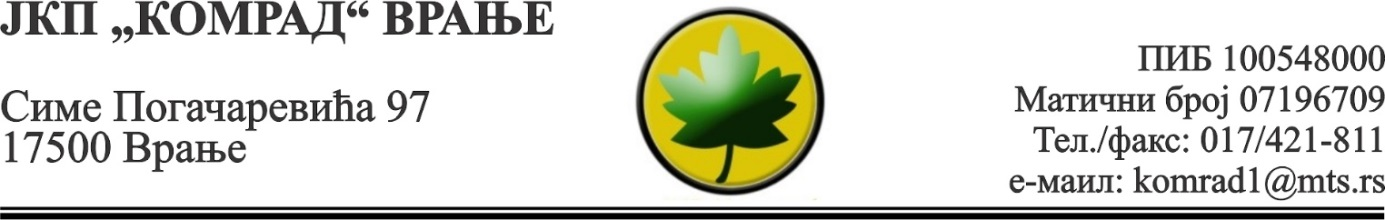 ЈКП „КОМРАД“ ВРАЊЕ
Симе Погачаревића 97
17500 Врање
ПИБ 100548000
Матични број 07196709
Тел./факс: 017/421-811
е-маил: komrad1@mts.rs